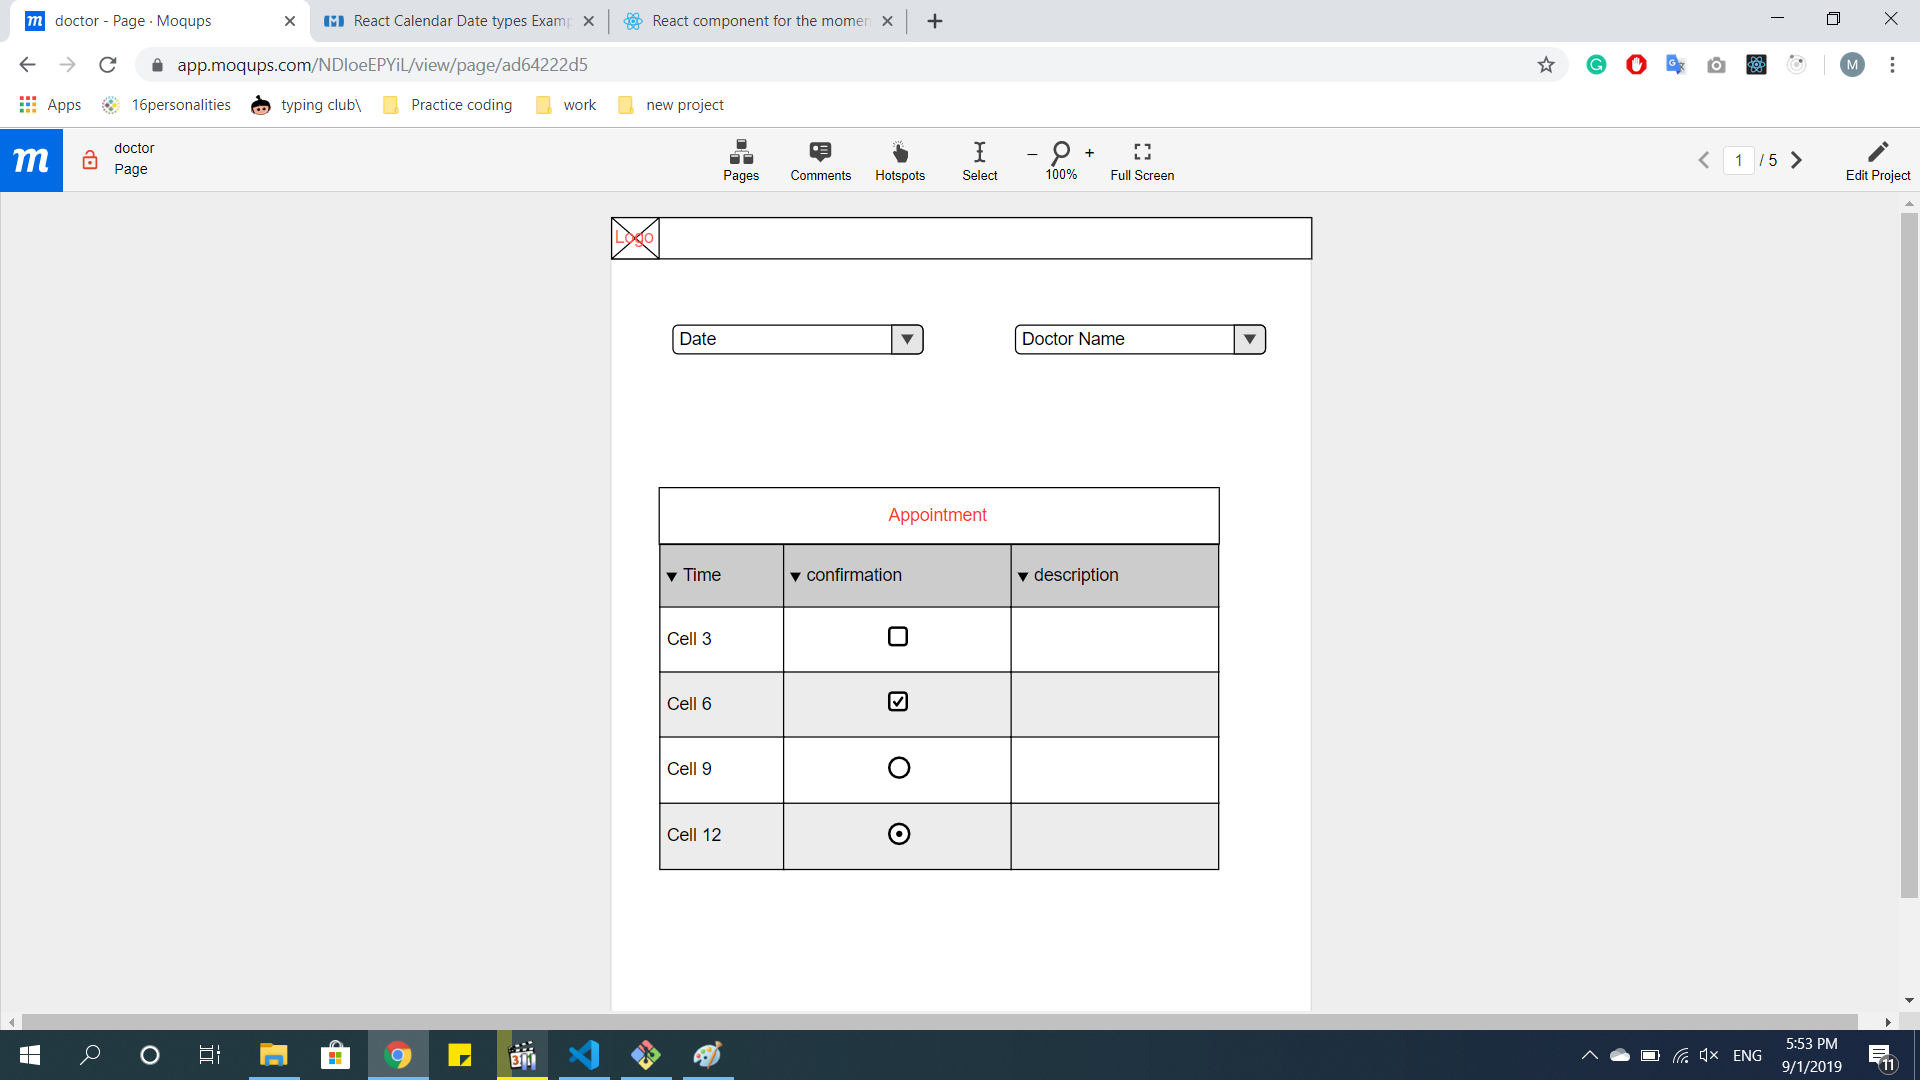 doctor - Page · Moqups
React Calendar Date types Examp
React component for the momen
app.moqups.com/NDIoeEPYiL/view/page/ad64222d5
M
Apps
16personalities
typing club\
Practice coding
work
new project
m
doctor
Page
Pages
Comments
Hotspots
Select
– 100% +
Full Screen
1 / 5
Edit Project
Logo
Date
Doctor Name
Appointment
Time
confirmation
description
Cell 3
Cell 6
Cell 9
Cell 12
ENG
5:53 PM
9/1/2019
11